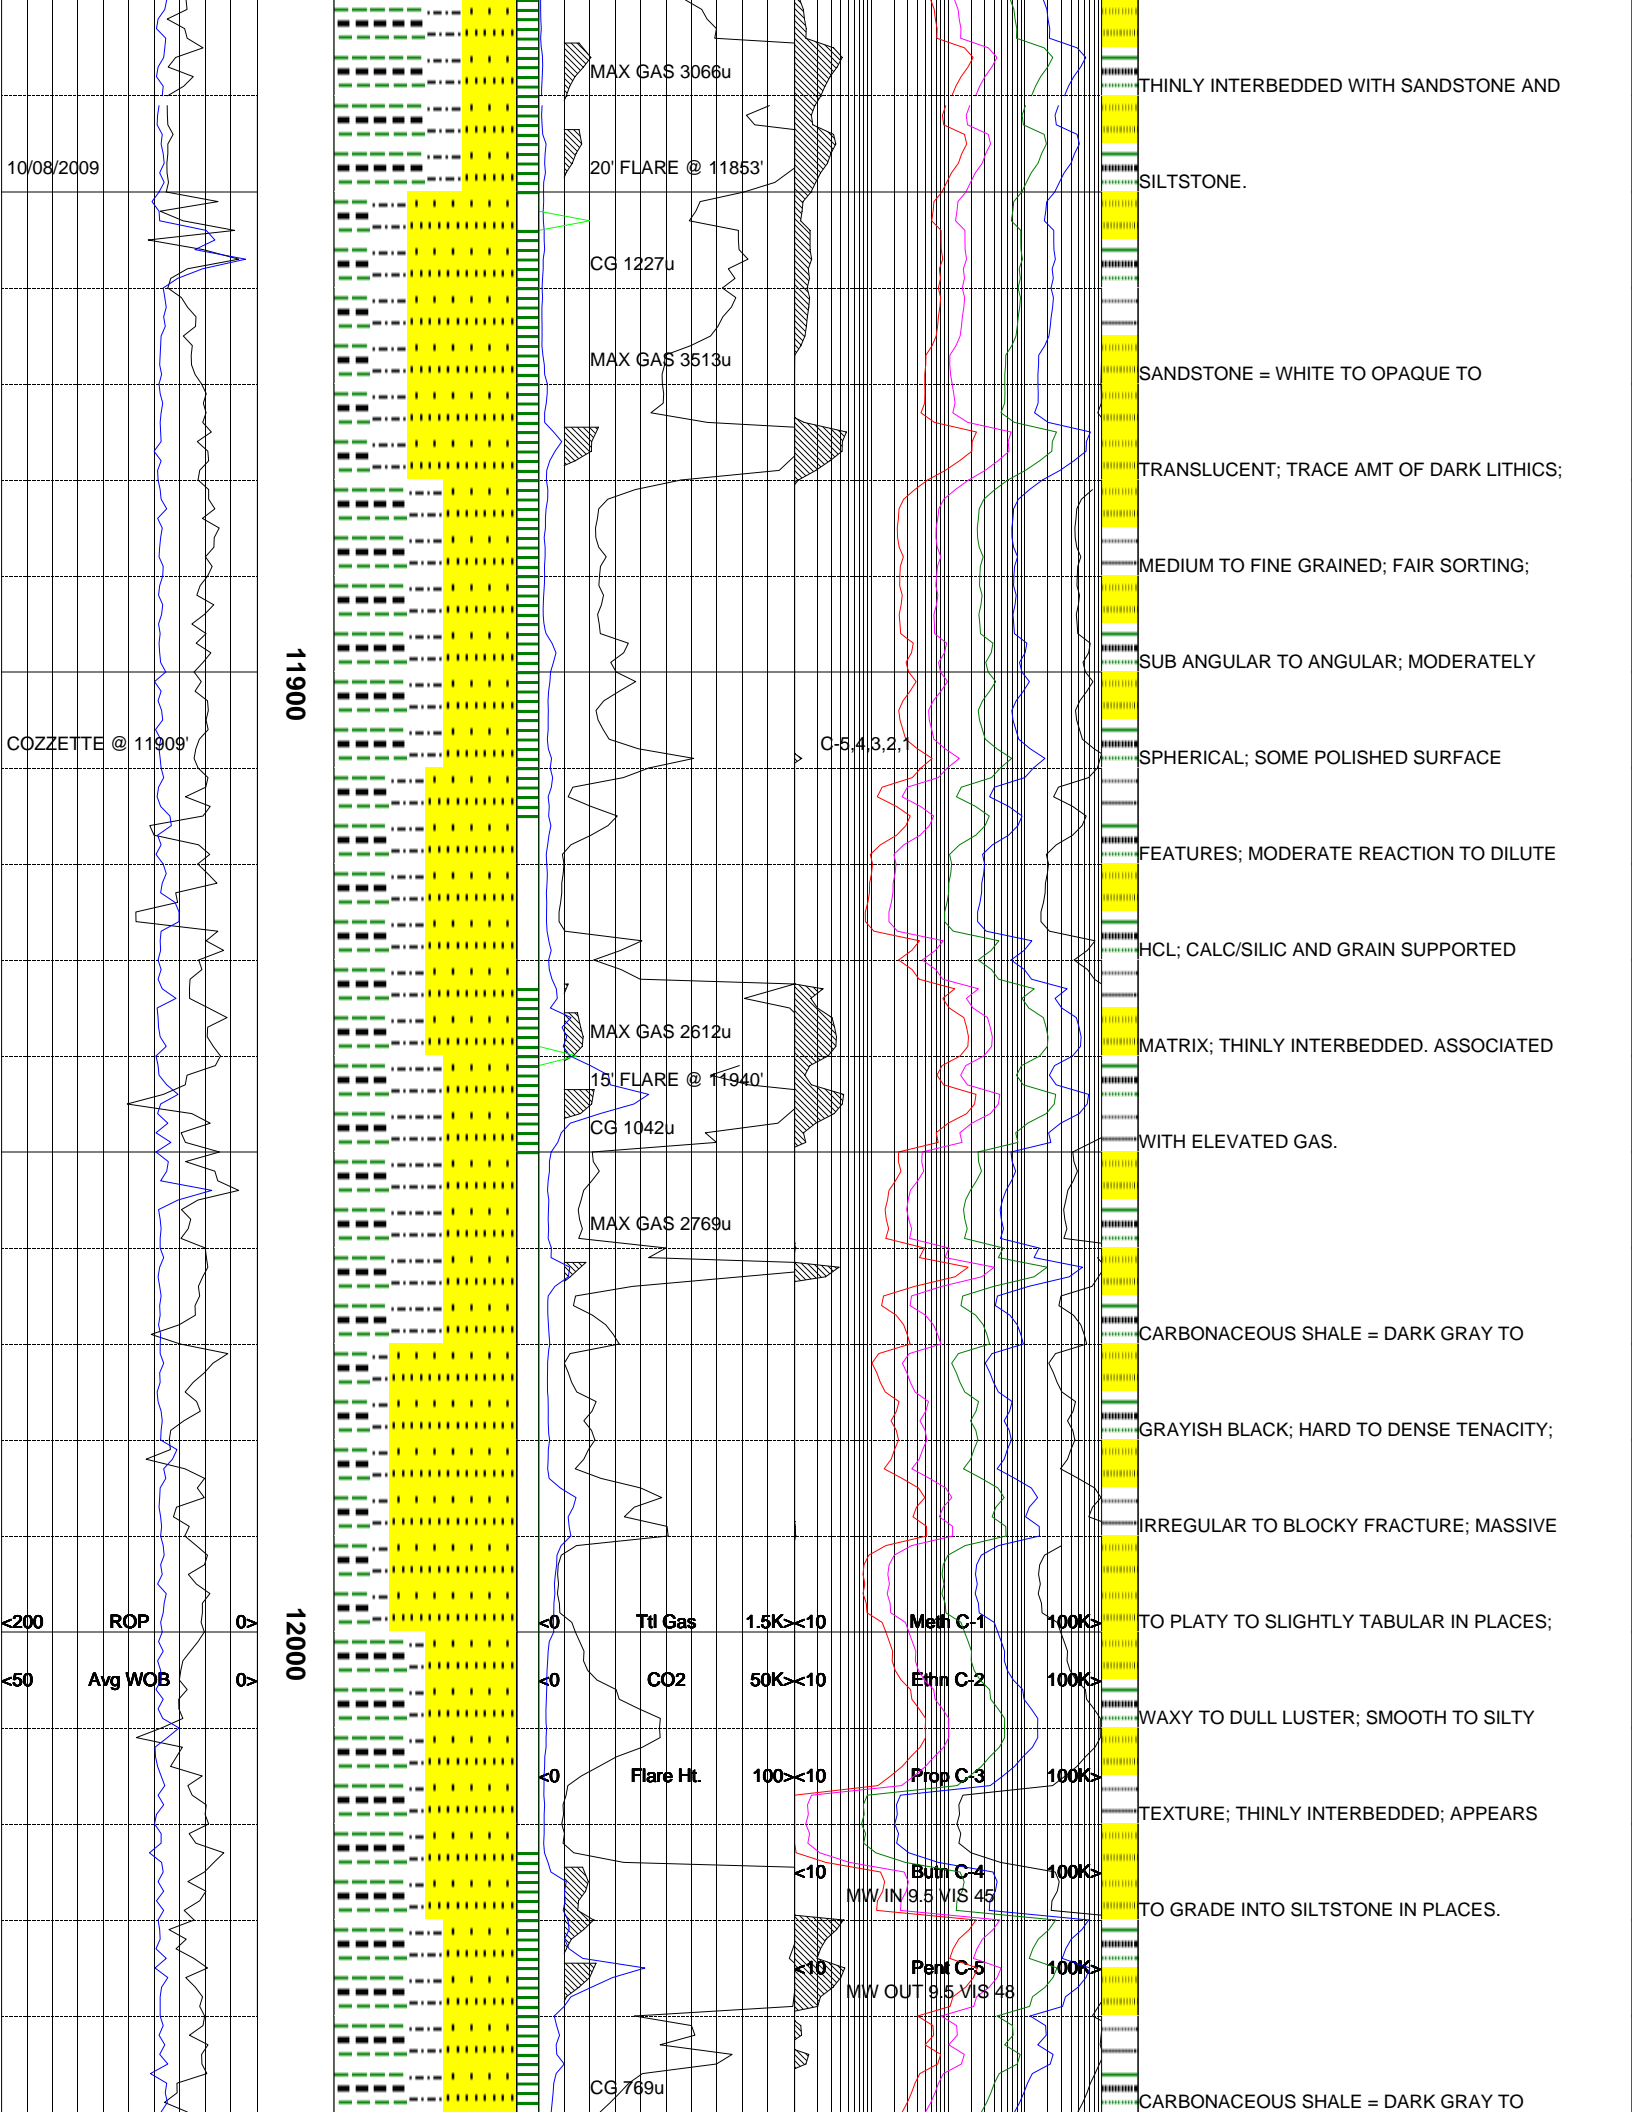 MAX GAS 3066u
THINLY INTERBEDDED WITH SANDSTONE AND
10/08/2009
20' FLARE @ 11853'
SILTSTONE.
CG 1227u
MAX GAS 3513u
SANDSTONE = WHITE TO OPAQUE TO
TRANSLUCENT; TRACE AMT OF DARK LITHICS;
MEDIUM TO FINE GRAINED; FAIR SORTING;
11900
SUB ANGULAR TO ANGULAR; MODERATELY
COZZETTE @ 11909'
C-5,4,3,2,1
SPHERICAL; SOME POLISHED SURFACE
FEATURES; MODERATE REACTION TO DILUTE
HCL; CALC/SILIC AND GRAIN SUPPORTED
MAX GAS 2612u
MATRIX; THINLY INTERBEDDED. ASSOCIATED
15' FLARE @ 11940'
CG 1042u
WITH ELEVATED GAS.
MAX GAS 2769u
CARBONACEOUS SHALE = DARK GRAY TO
GRAYISH BLACK; HARD TO DENSE TENACITY;
IRREGULAR TO BLOCKY FRACTURE; MASSIVE
<200 ROP 0>
12000
<0 Ttl Gas 1.5K>
<10 Meth C-1 100K>
TO PLATY TO SLIGHTLY TABULAR IN PLACES;
<50 Avg WOB 0>
<0 CO2 50K>
<10 Ethn C-2 100K>
WAXY TO DULL LUSTER; SMOOTH TO SILTY
<0 Flare Ht. 100>
<10 Prop C-3 100K>
TEXTURE; THINLY INTERBEDDED; APPEARS
<10 Butn C-4 100K>
MW IN 9.5 VIS 45
TO GRADE INTO SILTSTONE IN PLACES.
<10 Pent C-5 100K>
MW OUT 9.5 VIS 48
CG 769u
CARBONACEOUS SHALE = DARK GRAY TO